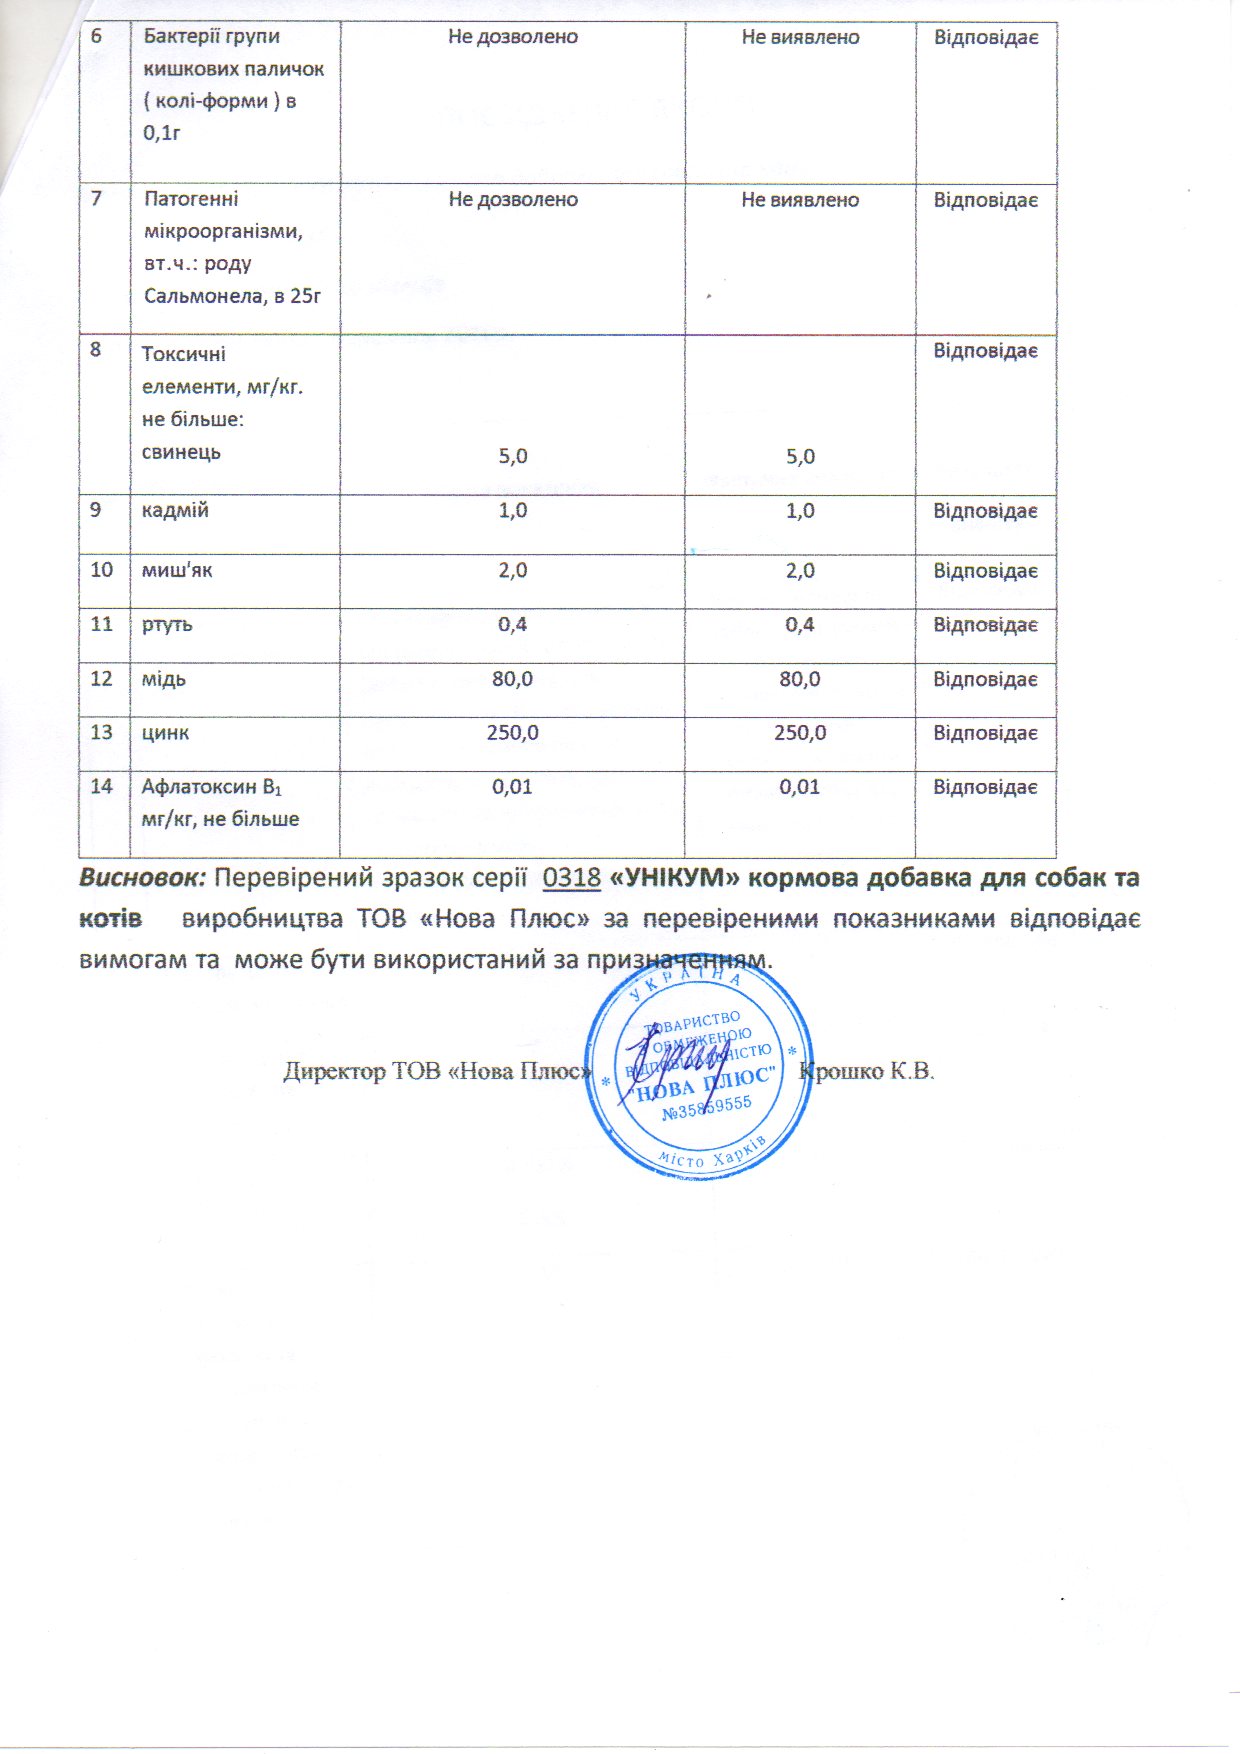 6 Бактерії групи Не дозволено Не виявлено Відповідає
кишкових паличок
( колі-форми ) в
0,1г
7 Патогенні Не дозволено Не виявлено Відповідає
мікроорганізми,
вт.ч.: роду
Сальмонела, в 25г
8 Токсичні Відповідає
елементи, мг/кг.
не більше:
свинець 5,0 5,0
9 кадмій 1,0 1,0 Відповідає
10 миш'як 2,0 2,0 Відповідає
11 ртуть 0,4 0,4 Відповідає
12 мідь 80,0 80,0 Відповідає
13 цинк 250,0 250,0 Відповідає
14 Афлатоксин В₁ 0,01 0,01 Відповідає
мг/кг, не більше
Висновок: Перевірений зразок серії 0318 «УНІКУМ» кормова добавка для собак та
котів виробництва ТОВ «Нова Плюс» за перевіреними показниками відповідає
вимогам та може бути використаний за призначенням.
УКРАЇНА
ТОВАРИСТВО
З ОБМЕЖЕНОЮ
ВІДПОВІДАЛЬНІСТЮ
"НОВА ПЛЮС"
№35859555
місто Харків
Директор ТОВ «Нова Плюс» Крошко К.В.